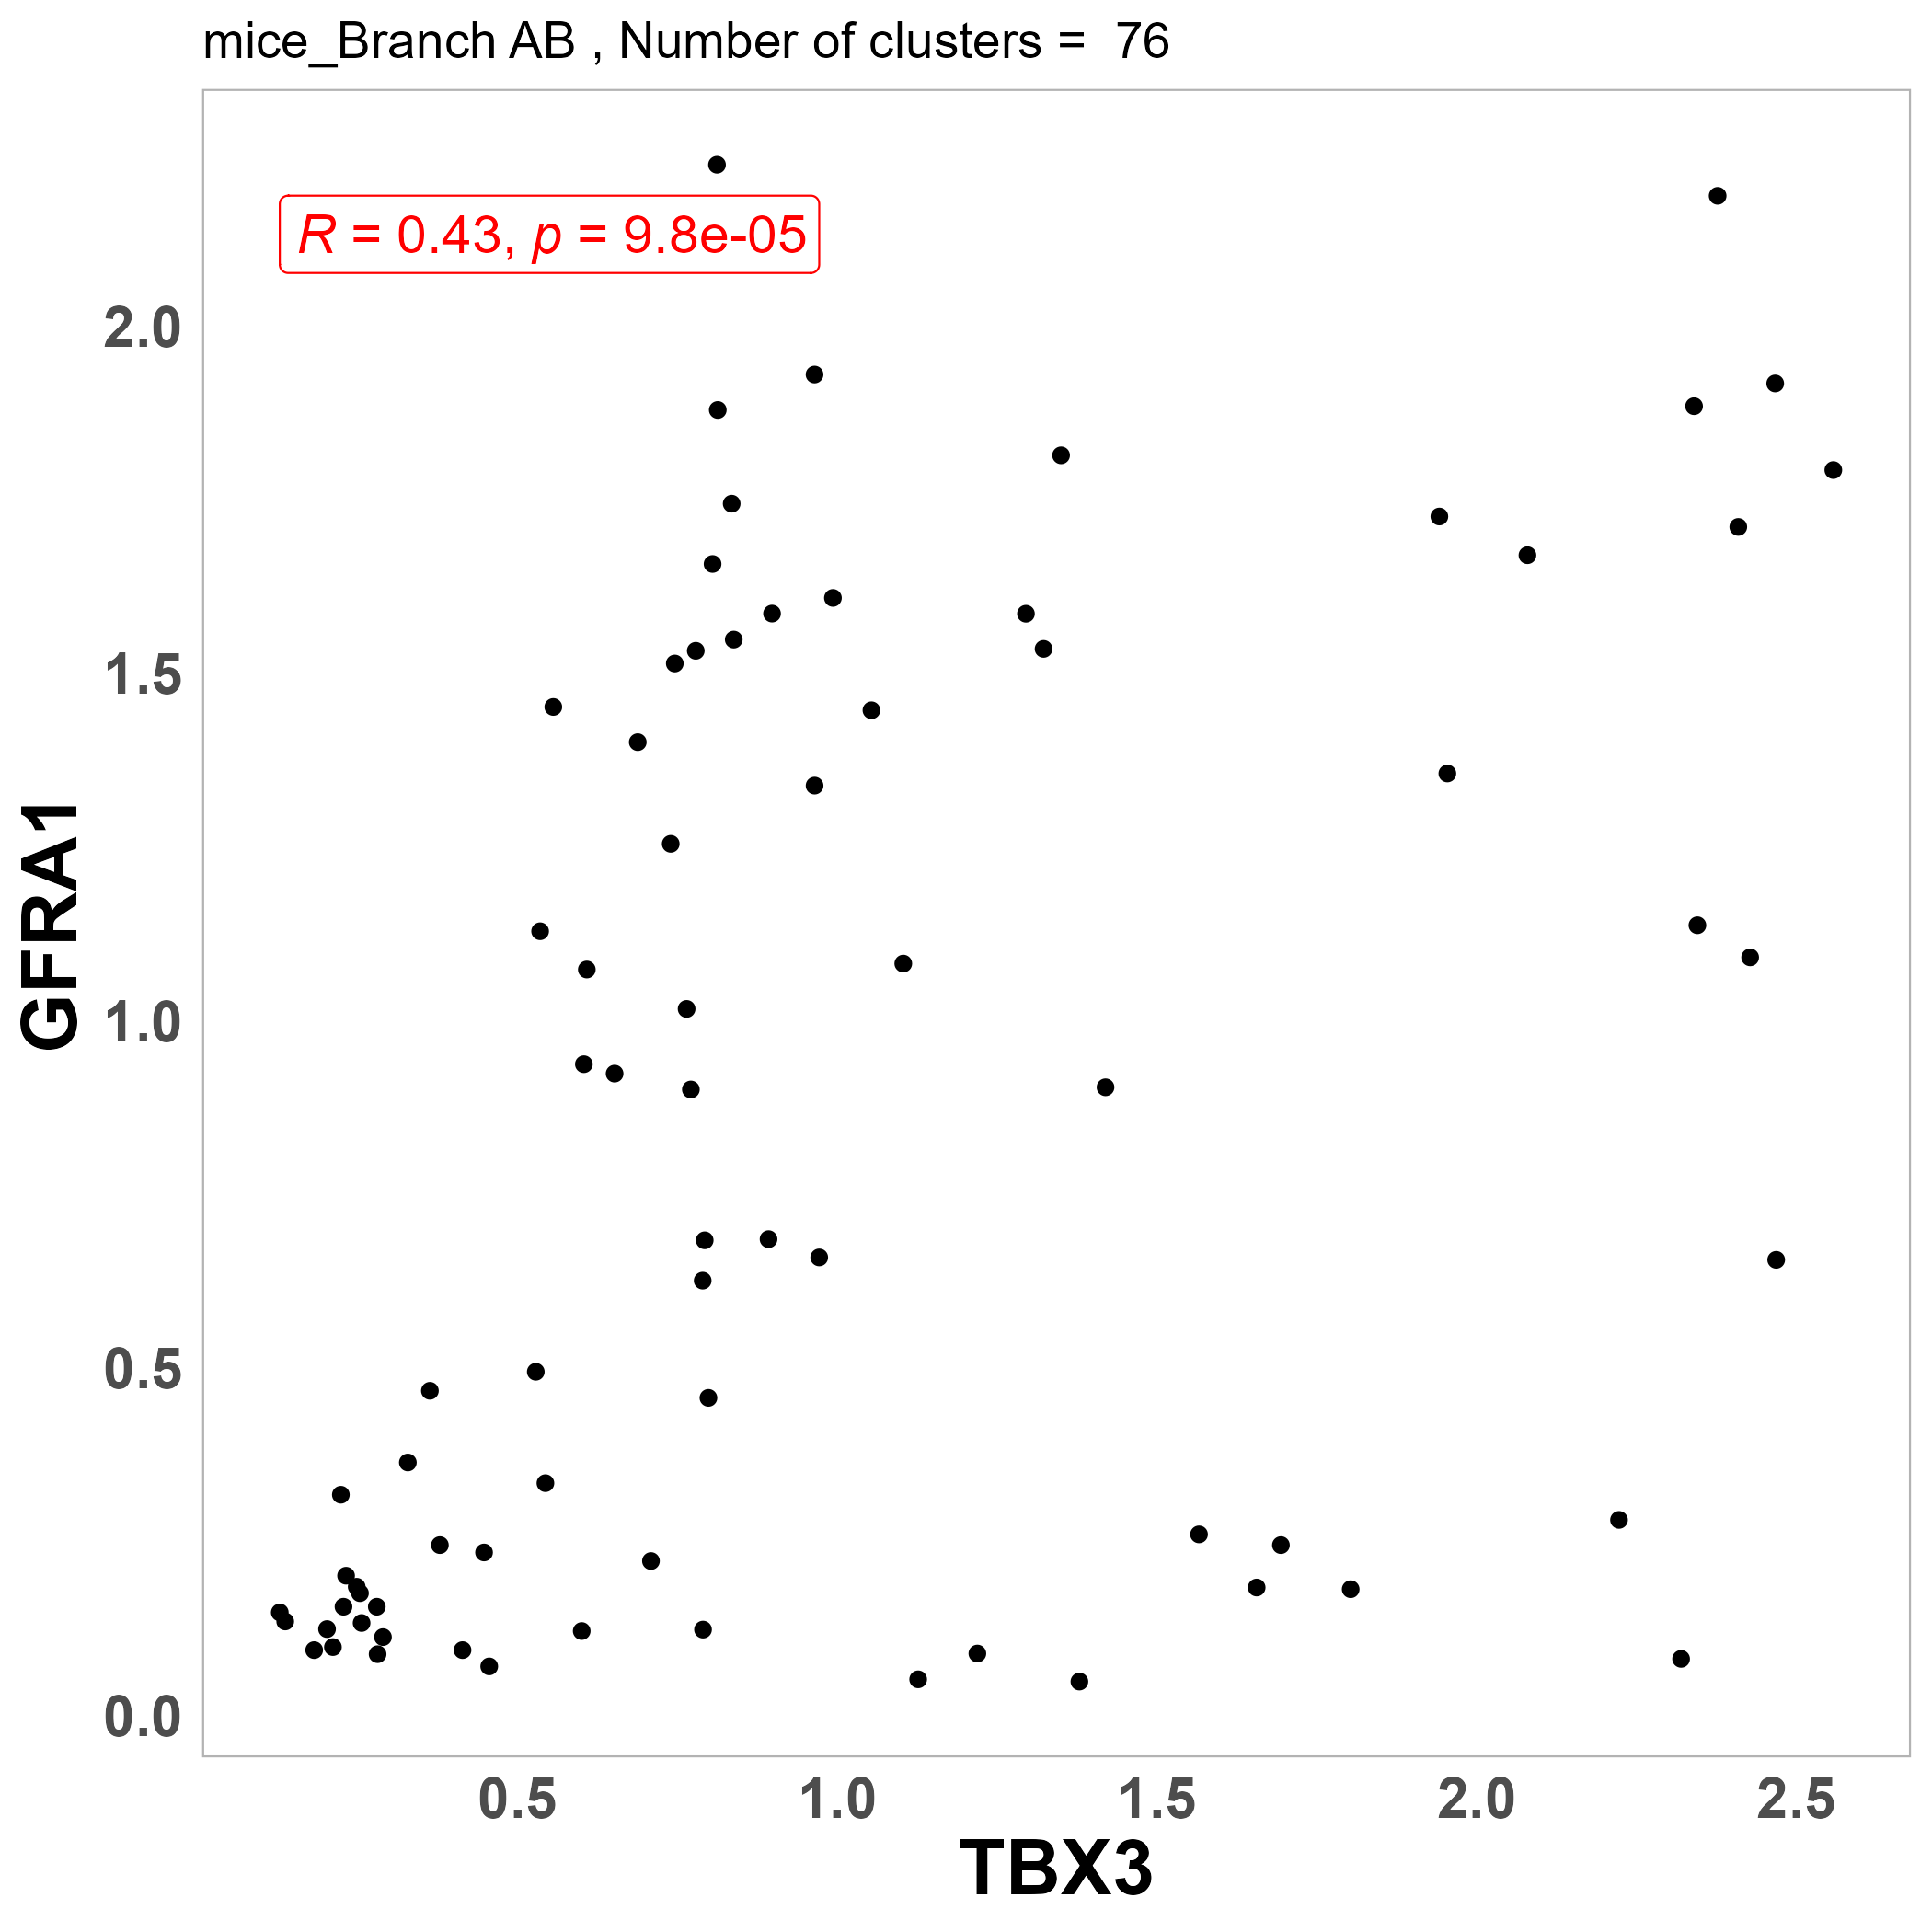 mice_Branch AB , Number of clusters =  76
R = 0.43, p = 9.8e-05
2.0
1.5
1.0
0.5
0.0
GFRA1
0.5 1.0 1.5 2.0 2.5
TBX3